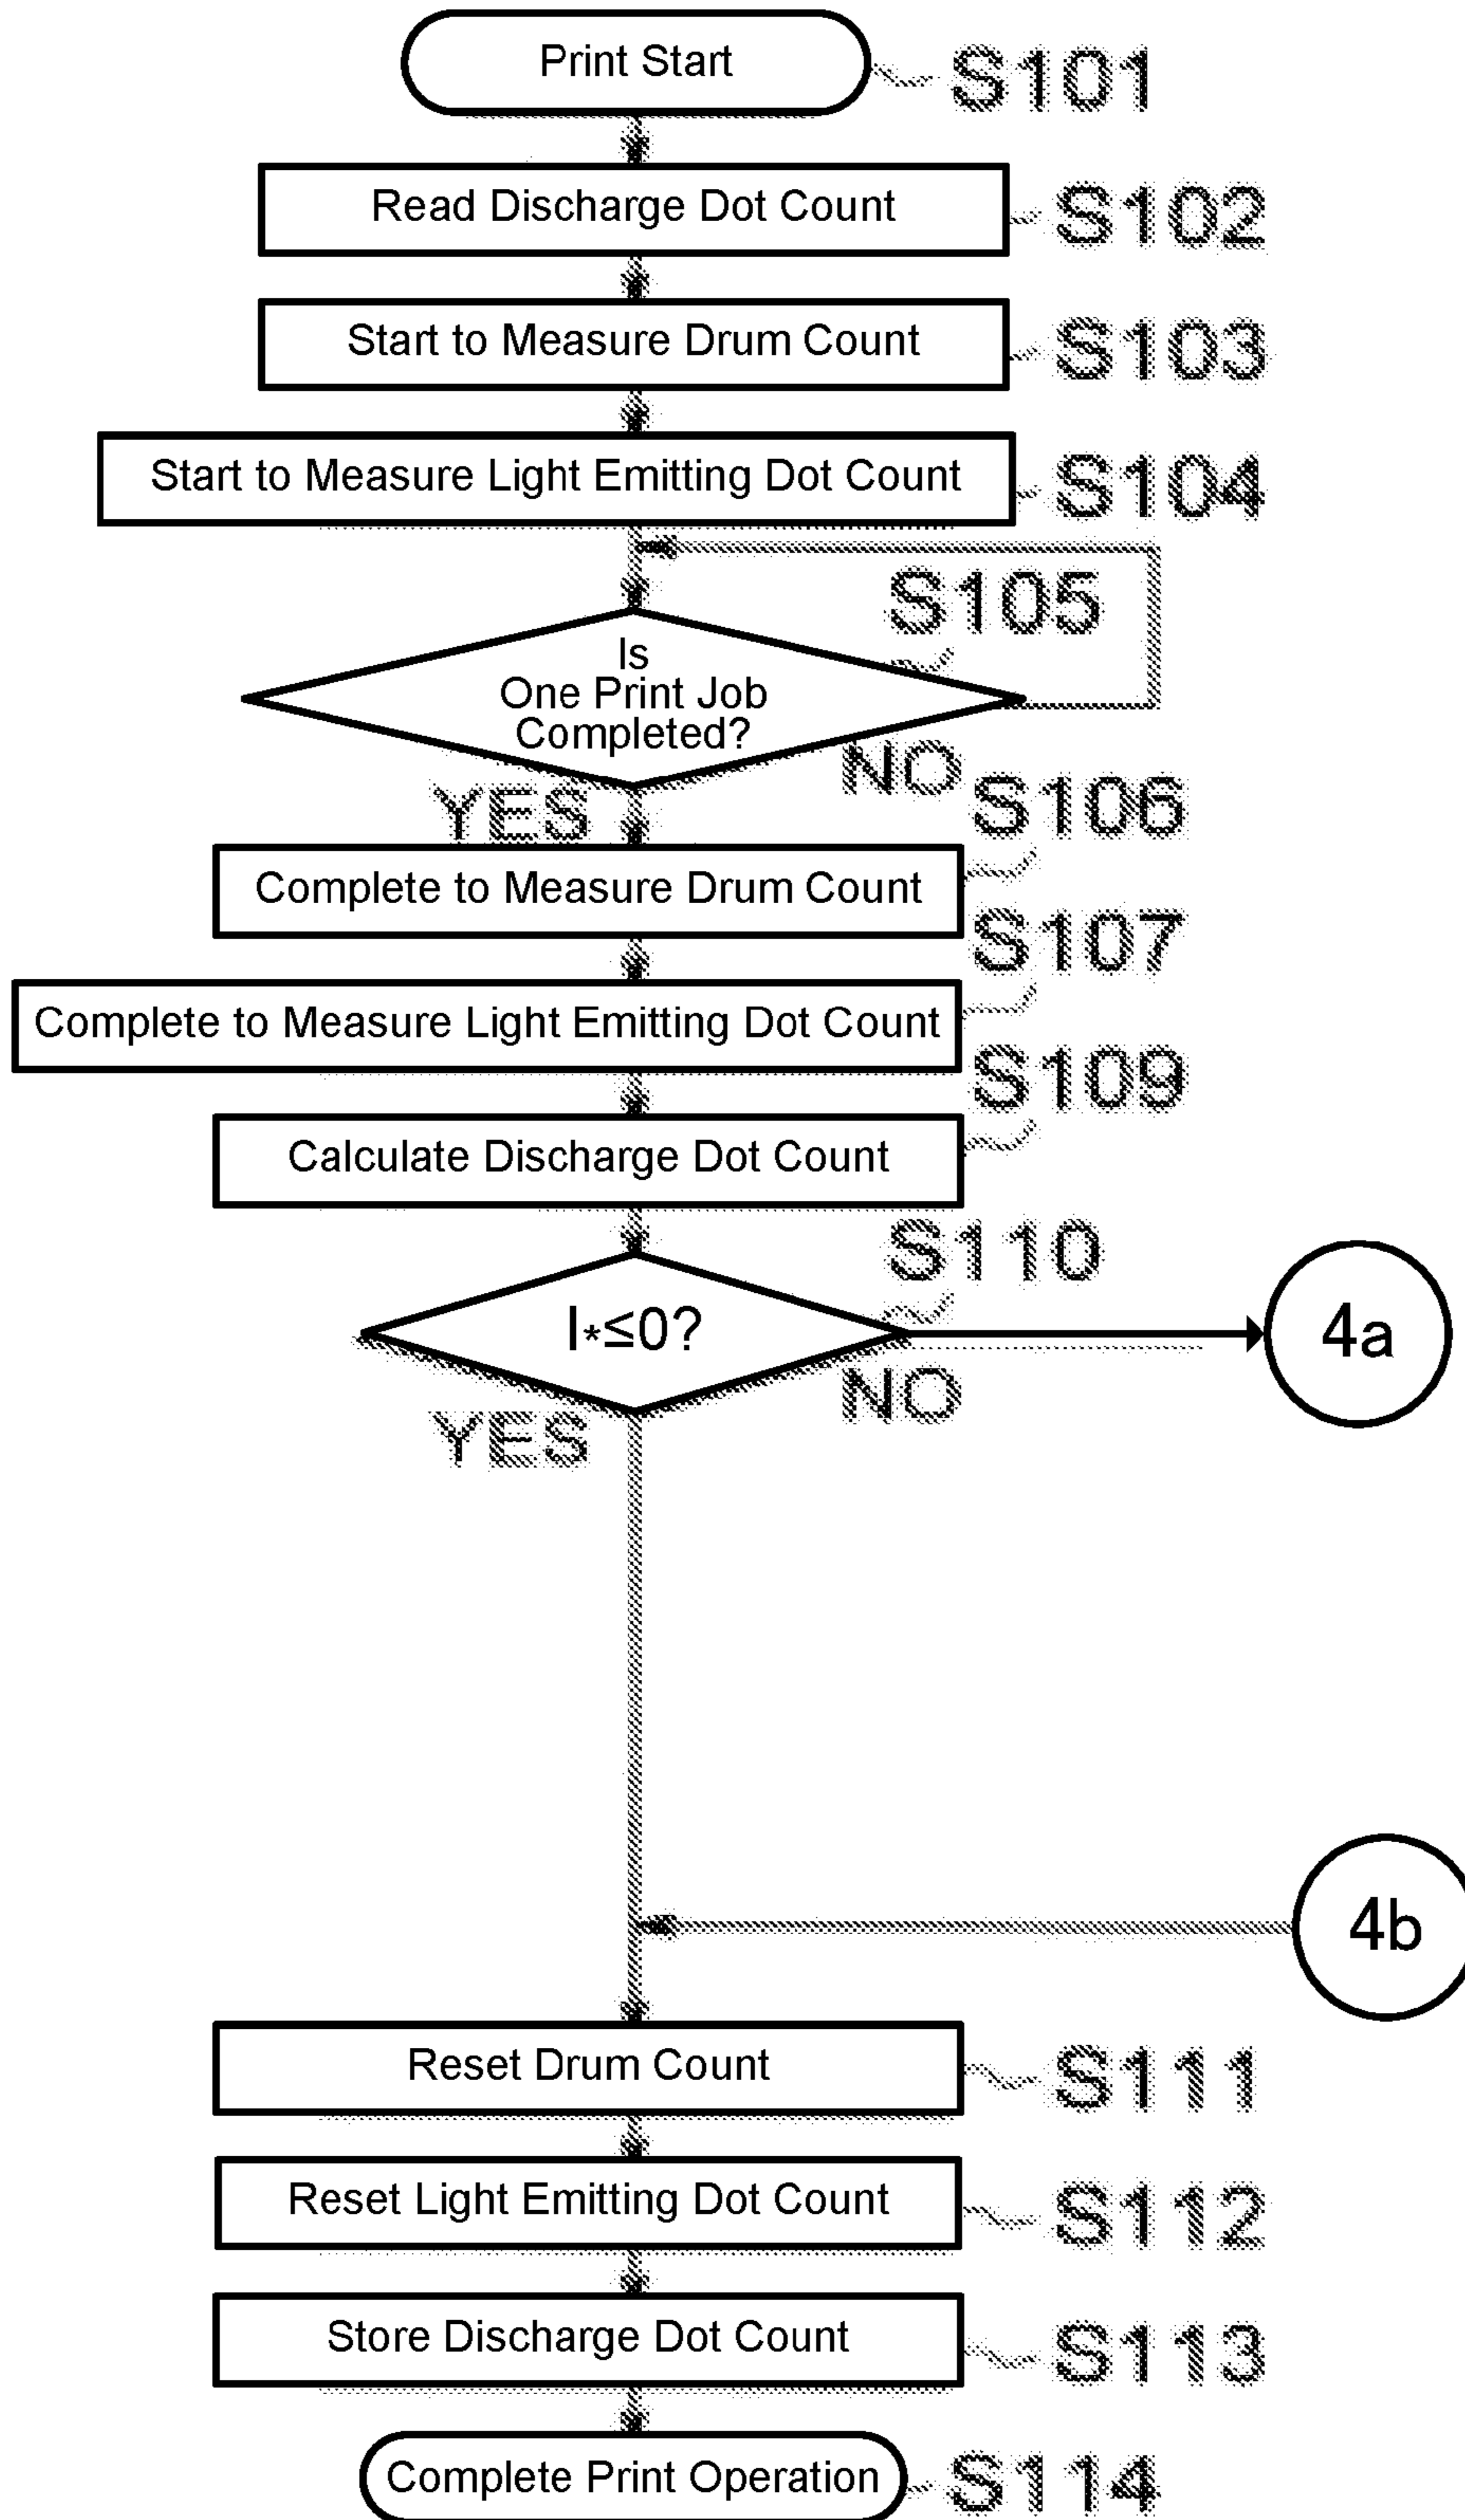 Print Start
S101
Read Discharge Dot Count
S102
Start to Measure Drum Count
S103
Start to Measure Light Emitting Dot Count
S104
S105
Is
One Print Job
Completed?
NO
YES
S106
Complete to Measure Drum Count
S107
Complete to Measure Light Emitting Dot Count
S109
Calculate Discharge Dot Count
S110
I*≤0?
4a
NO
YES
4b
Reset Drum Count
S111
Reset Light Emitting Dot Count
S112
Store Discharge Dot Count
S113
Complete Print Operation
S114